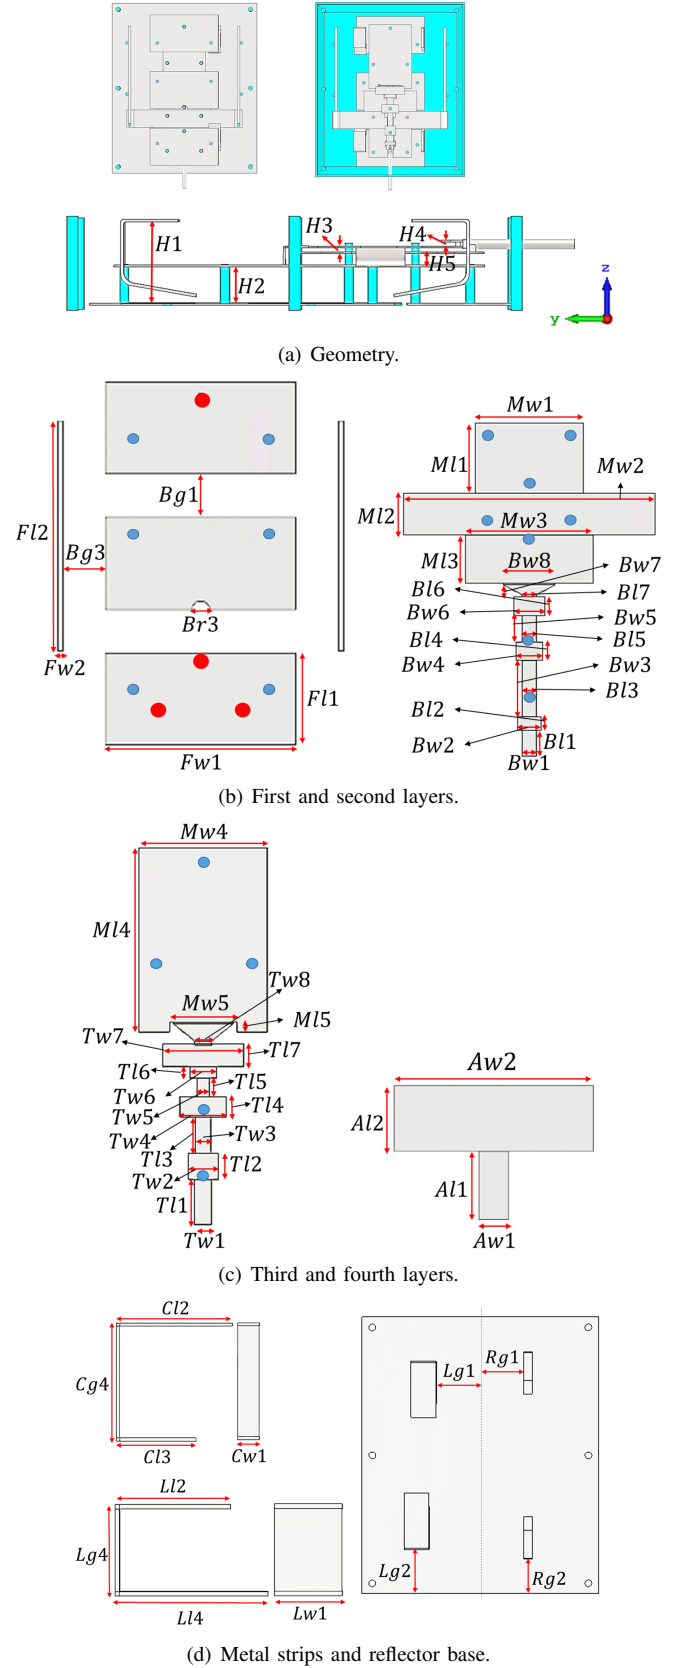 H1
H2
H3
H4
H5
z
y
(a) Geometry.
Fl2
Bg3
Fw2
Bg1
Br3
Fl1
Fw1
Mw1
Ml1
Mw2
Ml2
Mw3
Ml3
Bw8
Bw7
Bl6
Bl7
Bw6
Bw5
Bl4
Bl5
Bw4
Bw3
Bl3
Bl2
Bw2
Bl1
Bw1
(b) First and second layers.
Mw4
Ml4
Tw8
Mw5
Ml5
Tw7
Tl7
Tl6
Tl5
Tw6
Tw5
Tl4
Tw4
Tw3
Tl3
Tl2
Tw2
Tl1
Tw1
Aw2
Al2
Al1
Aw1
(c) Third and fourth layers.
Cl2
Cg4
Cl3
Cw1
Ll2
Lg4
Ll4
Lw1
Lg1
Rg1
Lg2
Rg2
(d) Metal strips and reflector base.